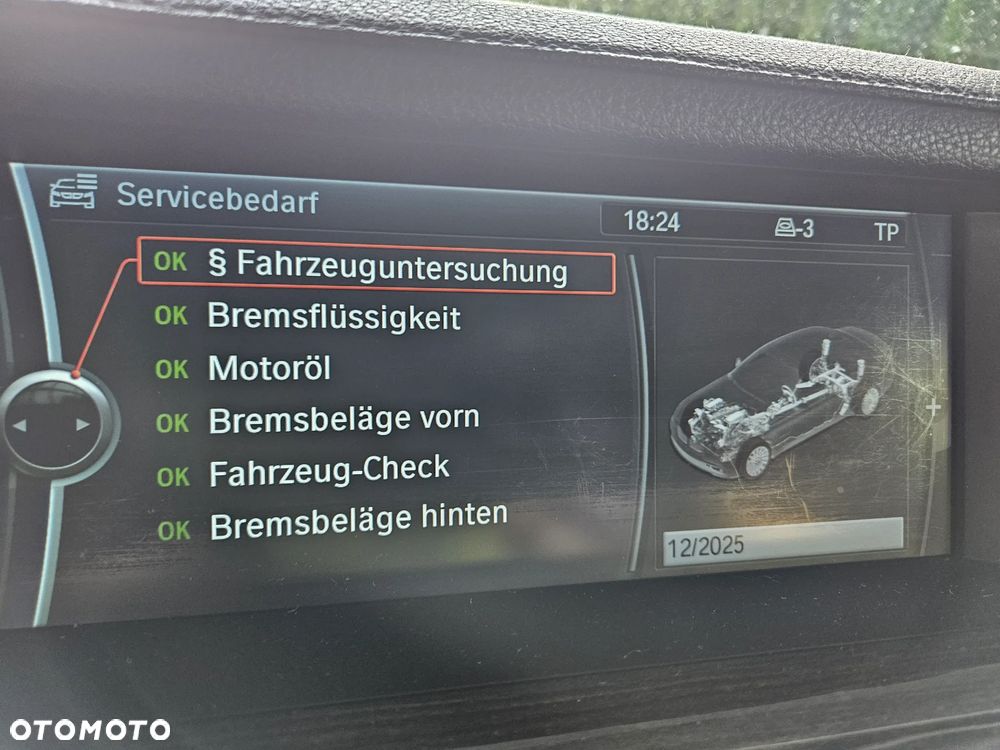 Servicebedarf
18:24 -3 TP
OK § Fahrzeuguntersuchung
OK Bremsflüssigkeit
OK Motoröl
OK Bremsbeläge vorn
OK Fahrzeug-Check
OK Bremsbeläge hinten
12/2025
OTOMOTO